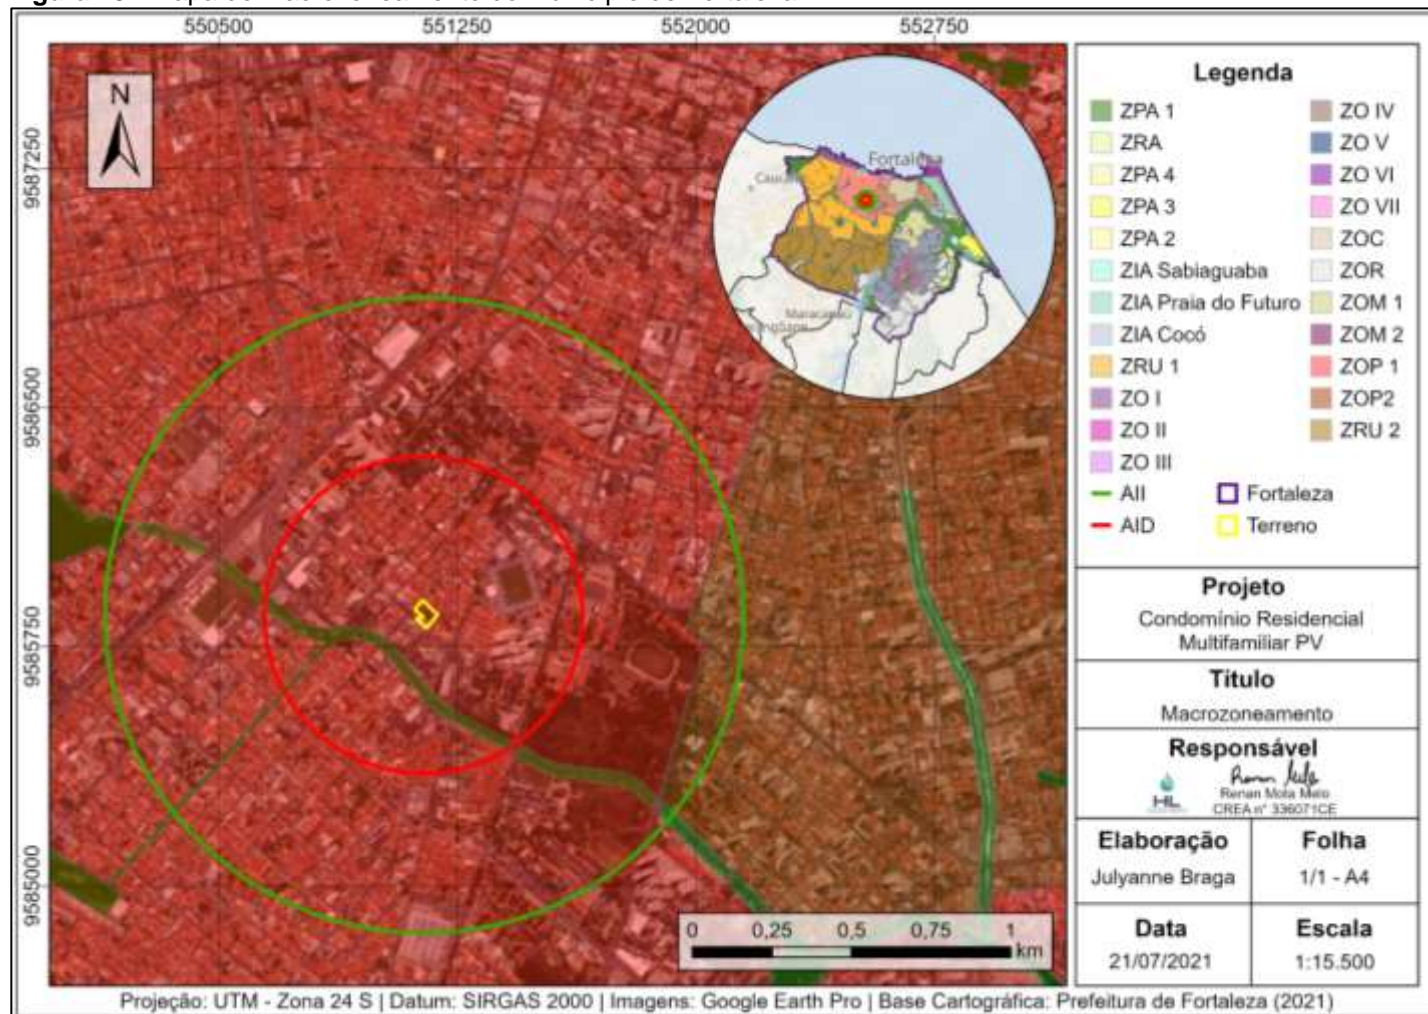 550500 551250 552000 552750
N
9587250
9586500
9585750
9585000
Fortaleza
Maracanaú
0 0,25 0,5 0,75 1
km
Legenda
ZPA 1
ZRA
ZPA 4
ZPA 3
ZPA 2
ZIA Sabiaguaba
ZIA Praia do Futuro
ZIA Cocó
ZRU 1
ZO I
ZO II
ZO III
ZO IV
ZO V
ZO VI
ZO VII
ZOC
ZOR
ZOM 1
ZOM 2
ZOP 1
ZOP2
ZRU 2
AII
AID
Fortaleza
Terreno
Projeto
Condomínio Residencial
Multifamiliar PV
Título
Macrozoneamento
Responsável
HL
Renan Mota Melo
CREA n° 336071CE
Elaboração
Julyanne Braga
Folha
1/1 - A4
Data
21/07/2021
Escala
1:15.500
Projeção: UTM - Zona 24 S | Datum: SIRGAS 2000 | Imagens: Google Earth Pro | Base Cartográfica: Prefeitura de Fortaleza (2021)